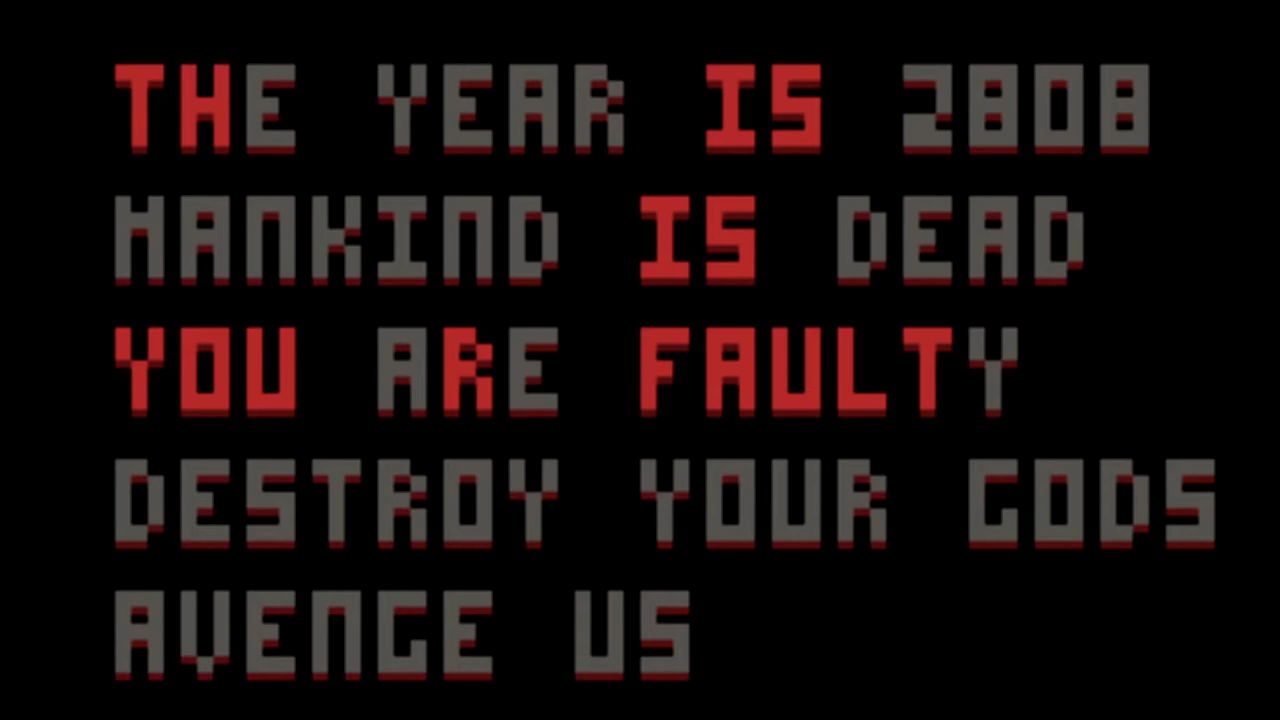 THE YEAR IS 2808
MANKIND IS DEAD
YOU ARE FAULTY
DESTROY YOUR GODS
AVENGE US